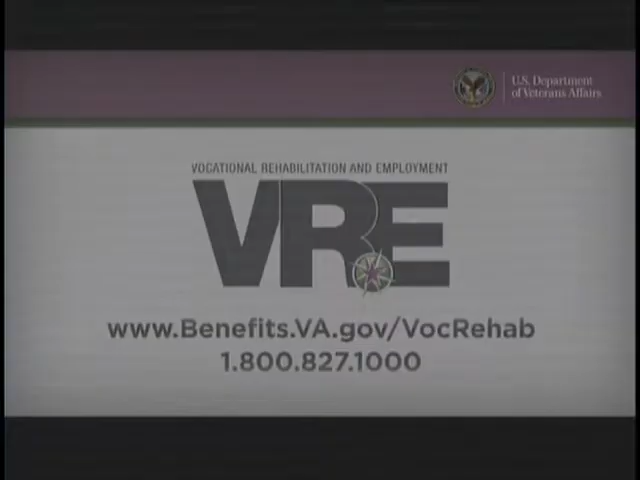 U.S. Department
of Veterans Affairs
VOCATIONAL REHABILITATION AND EMPLOYMENT
VRE
www.Benefits.VA.gov/VocRehab
1.800.827.1000